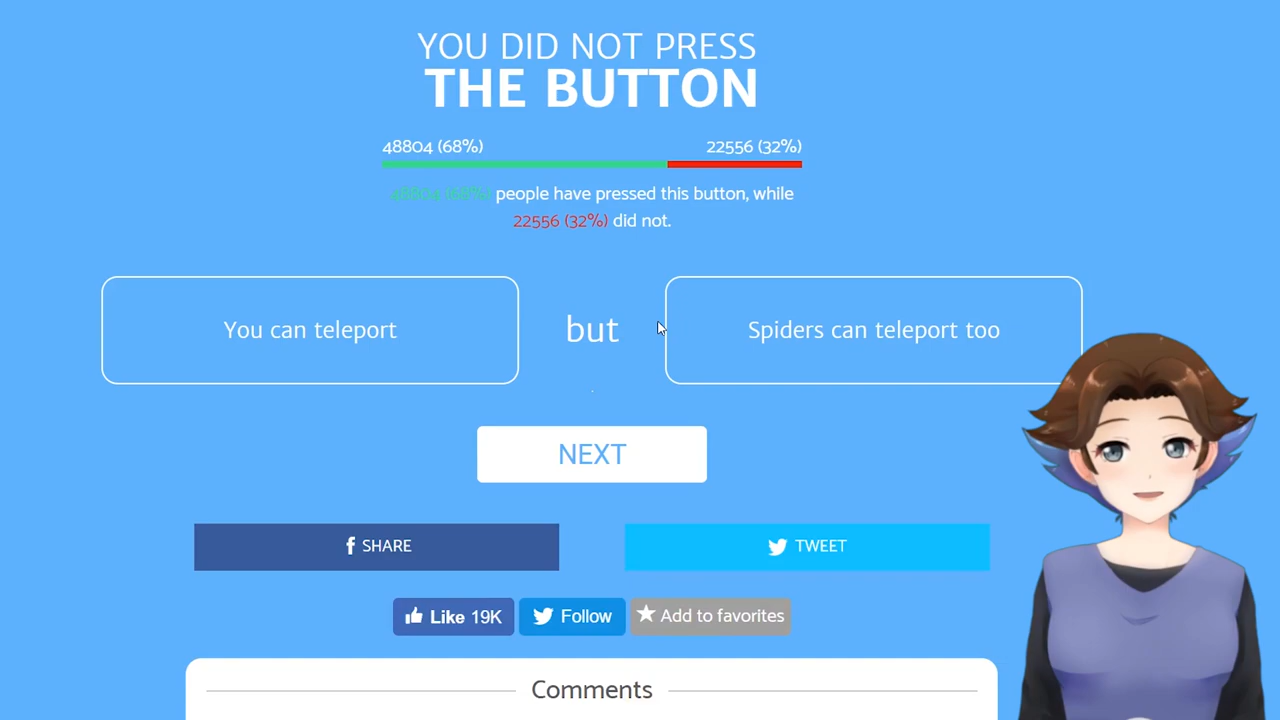 YOU DID NOT PRESS
THE BUTTON
48804 (68%)
22556 (32%)
48804 (68%) people have pressed this button, while
22556 (32%) did not.
You can teleport
but
Spiders can teleport too
NEXT
SHARE
TWEET
Like 19K
Follow
Add to favorites
Comments